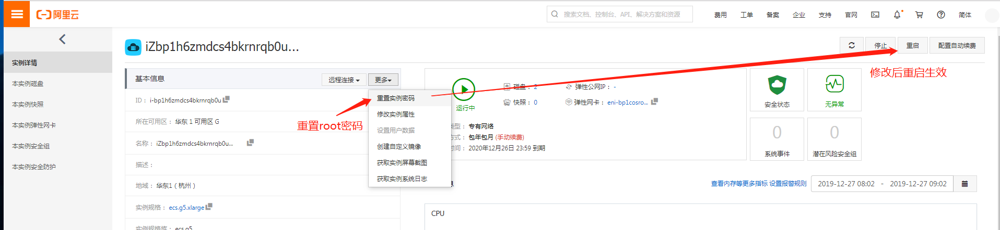 阿里云
搜索文档、控制台、API、解决方案和资源
费用
工单
备案
企业
支持
官网
简体
iZbp1h6zmdcs4bkrnrqb0u...
停止
重启
配置自动续费
修改后重启生效
实例详情
本实例磁盘
本实例快照
本实例弹性网卡
本实例安全组
本实例安全防护
基本信息
远程连接
更多
ID： i-bp1h6zmdcs4bkrnrqb0u
所在可用区： 华东 1 可用区 G
名称： iZbp1h6zmdcs4bkrnrqb0u...
描述：
地域： 华东1（杭州）
实例规格： ecs.g5.xlarge
实例规格族： ecs.g5
重置root密码
重置实例密码
修改实例属性
设置用户数据
创建自定义镜像
获取实例屏幕截图
获取实例系统日志
运行中
磁盘： 2
弹性公网IP： -
快照： 0
弹性网卡： eni-bp1cosro...
类型： 专有网络
方式： 包年包月 (手动续费)
时间： 2020年12月26日 23:59 到期
安全状态
无异常
0
系统事件
0
潜在风险安全组
查看内存等更多指标 设置报警规则
2019-12-27 08:02 - 2019-12-27 09:02
CPU